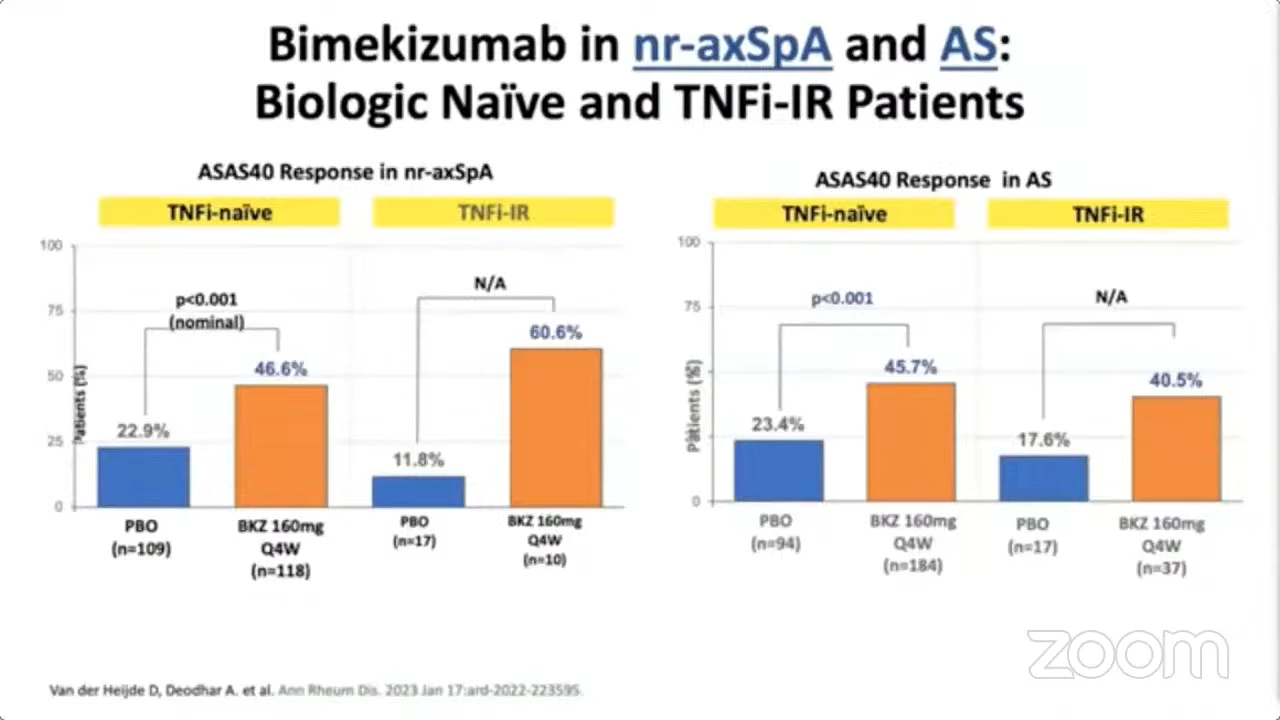 Bimekizumab in nr-axSpA and AS:
Biologic Naïve and TNFi-IR Patients
ASAS40 Response in nr-axSpA
TNFi-naïve
TNFi-IR
100
75
50
25
0
Patients (%)
p<0.001
(nominal)
N/A
22.9%
46.6%
11.8%
60.6%
PBO
(n=109)
BKZ 160mg
Q4W
(n=118)
PBO
(n=17)
BKZ 160mg
Q4W
(n=10)
ASAS40 Response in AS
TNFi-naïve
TNFi-IR
100
75
0
Patients (%)
p<0.001
N/A
23.4%
45.7%
17.6%
40.5%
PBO
(n=94)
BKZ 160mg
Q4W
(n=184)
PBO
(n=17)
BKZ 160mg
Q4W
(n=37)
Van der Heijde D, Deodhar A. et al. Ann Rheum Dis. 2023 Jan 17:ard-2022-223595.
zoom